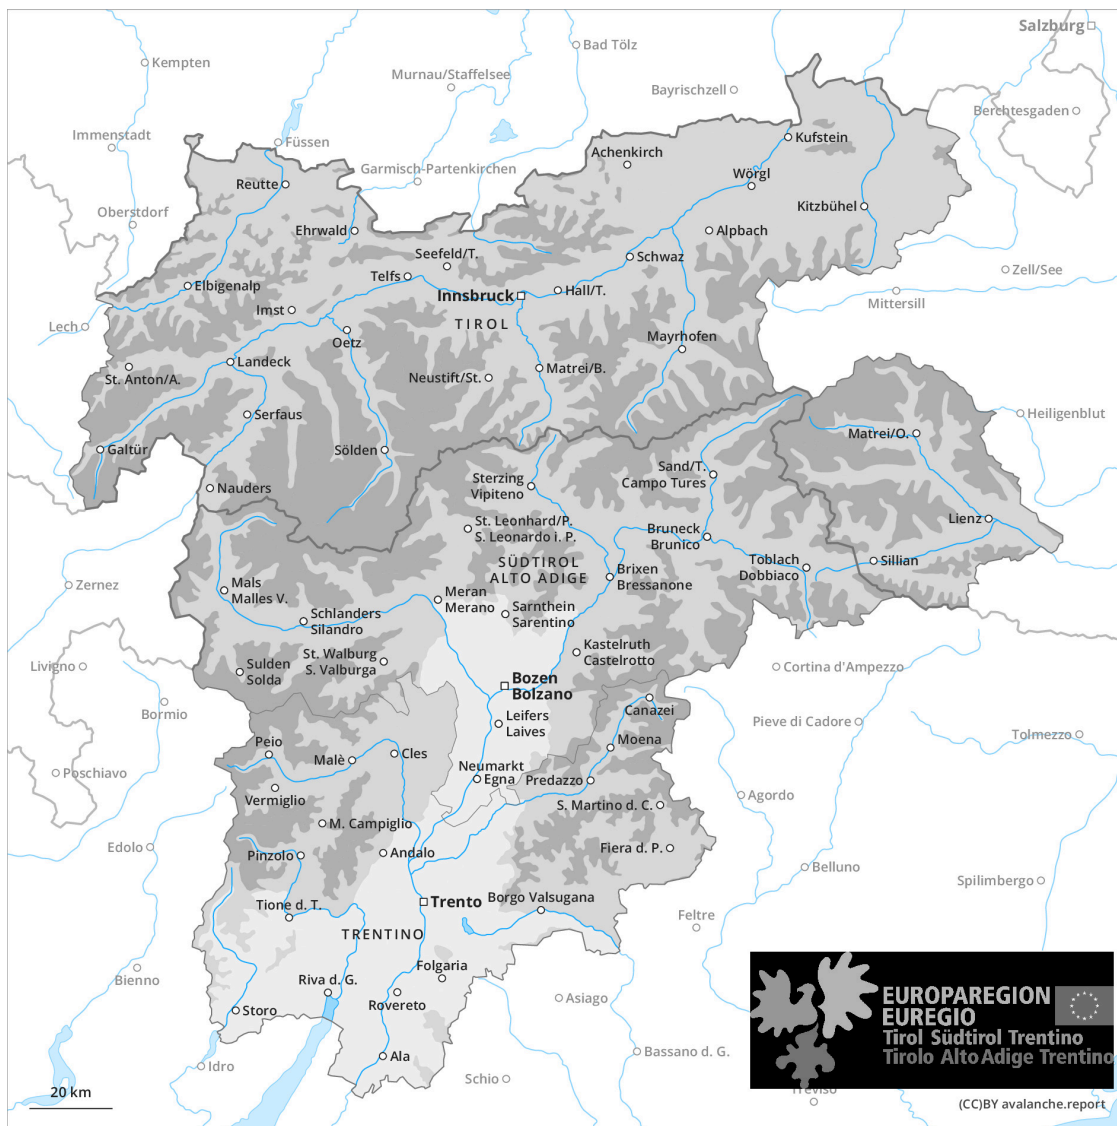 Salzburg
Bad Tölz
Kempten
Murnau/Staffelsee
Bayrischzell
Berchtesgaden
Immenstadt
Füssen
Kufstein
Achenkirch
Garmisch-Partenkirchen
Wörgl
Reutte
Oberstdorf
Kitzbühel
Ehrwald
Alpbach
Seefeld/T.
Schwaz
Telfs
Zell/See
Elbigenalp
Innsbruck
Hall/T.
Mittersill
Imst
TIROL
Lech
Oetz
Mayrhofen
Landeck
Matrei/B.
St. Anton/A.
Neustift/St.
Serfaus
Heiligenblut
Matrei/O.
Galtür
Sölden
Sand/T.
Campo Tures
Sterzing
Vipiteno
Nauders
Lienz
St. Leonhard/P.
S. Leonardo i. P.
Bruneck
Brunico
SÜDTIROL
ALTO ADIGE
Toblach
Dobbiaco
Sillian
Brixen
Bressanone
Zernez
Mals
Malles V.
Meran
Merano
Sarnthein
Sarentino
Schlanders
Silandro
Kastelruth
Castelrotto
St. Walburg
S. Valburga
Livigno
Sulden
Solda
Cortina d'Ampezzo
Bozen
Bolzano
Bormio
Canazei
Leifers
Laives
Pieve di Cadore
Tolmezzo
Peio
Cles
Moena
Malè
Poschiavo
Neumarkt
Egna
Predazzo
Vermiglio
Agordo
S. Martino d. C.
M. Campiglio
Edolo
Pinzolo
Andalo
Fiera d. P.
Belluno
Spilimbergo
Borgo Valsugana
Trento
Tione d. T.
Feltre
TRENTINO
Bienno
Folgaria
Riva d. G.
Rovereto
Asiago
Storo
EUROPAREGION
EUREGIO
Tirol Südtirol Trentino
Tirolo Alto Adige Trentino
Ala
Idro
Bassano d. G.
Schio
Treviso
20 km
(CC)BY avalanche.report